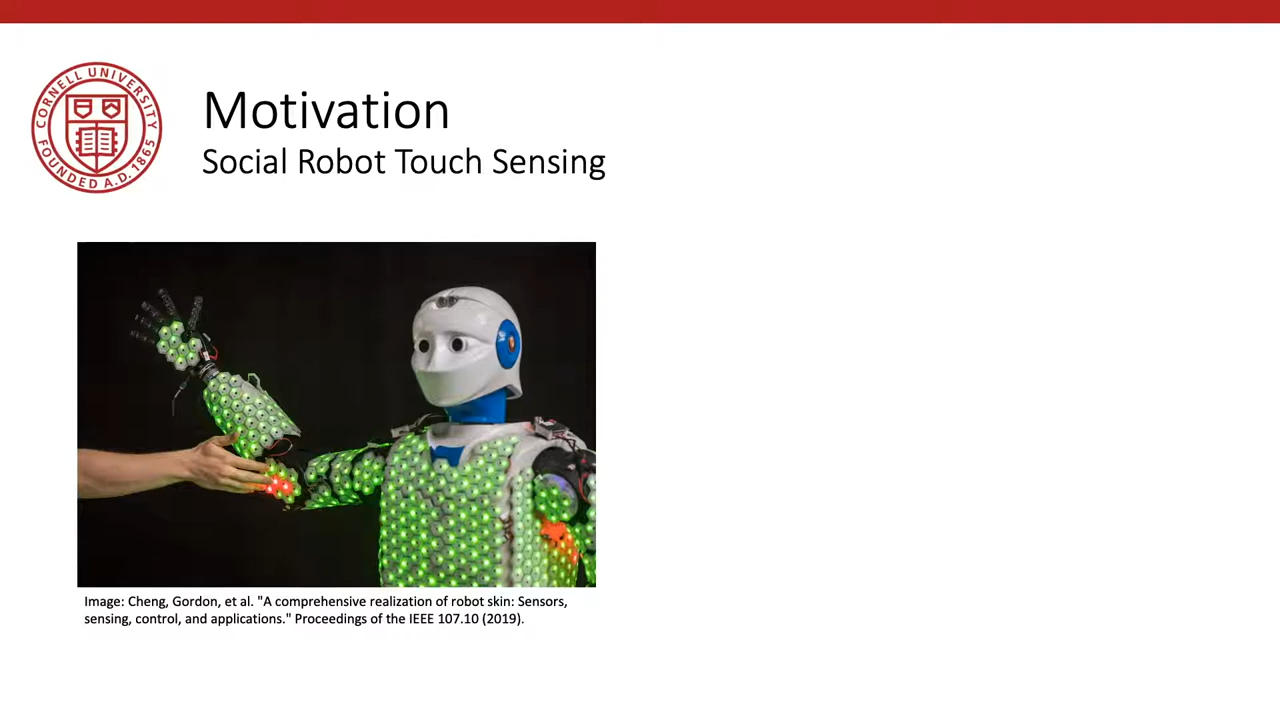 CORNELL UNIVERSITY
FOUNDED A.D. 1865
Motivation
Social Robot Touch Sensing
Image: Cheng, Gordon, et al. "A comprehensive realization of robot skin: Sensors,
sensing, control, and applications." Proceedings of the IEEE 107.10 (2019).